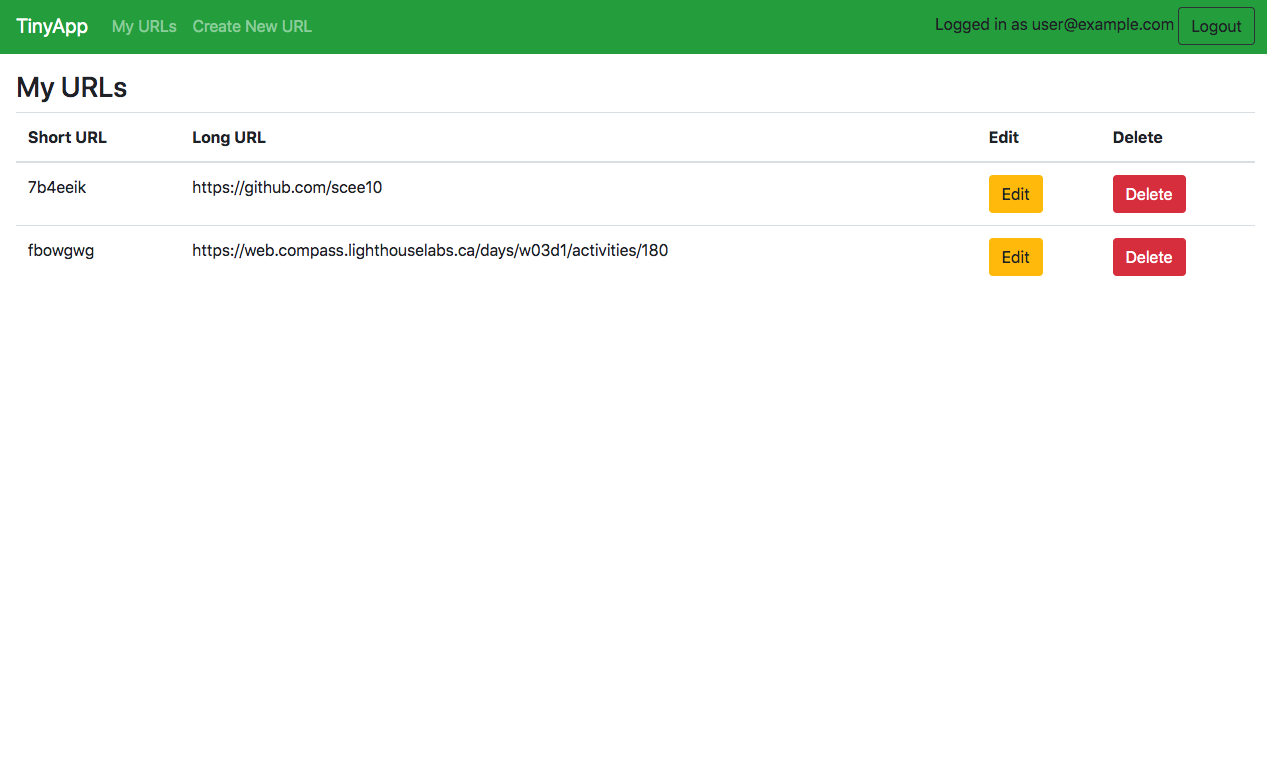 TinyApp My URLs Create New URL Logged in as user@example.com Logout
My URLs
Short URL Long URL Edit Delete
7b4eeik https://github.com/scee10 Edit Delete
fbowgwg https://web.compass.lighthouselabs.ca/days/w03d1/activities/180 Edit Delete